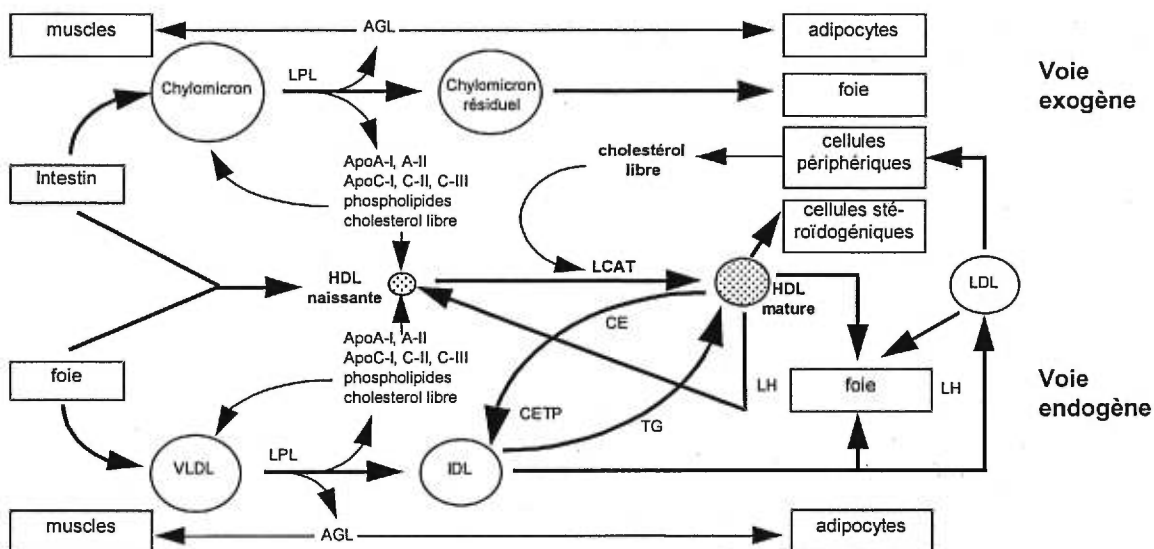 muscles
AGL
adipocytes
Chylomicron
LPL
Chylomicron
résiduel
foie
Voie
exogène
Intestin
ApoA-I, A-II
ApoC-I, C-II, C-III
phospholipides
cholesterol libre
cholestérol
libre
cellules
périphériques
cellules sté-
roïdogéniques
HDL
naissante
LCAT
HDL
mature
LDL
CE
ApoA-I, A-II
ApoC-I, C-II, C-III
phospholipides
cholesterol libre
foie
LH
foie
LH
Voie
endogène
CETP
TG
VLDL
LPL
IDL
muscles
AGL
adipocytes